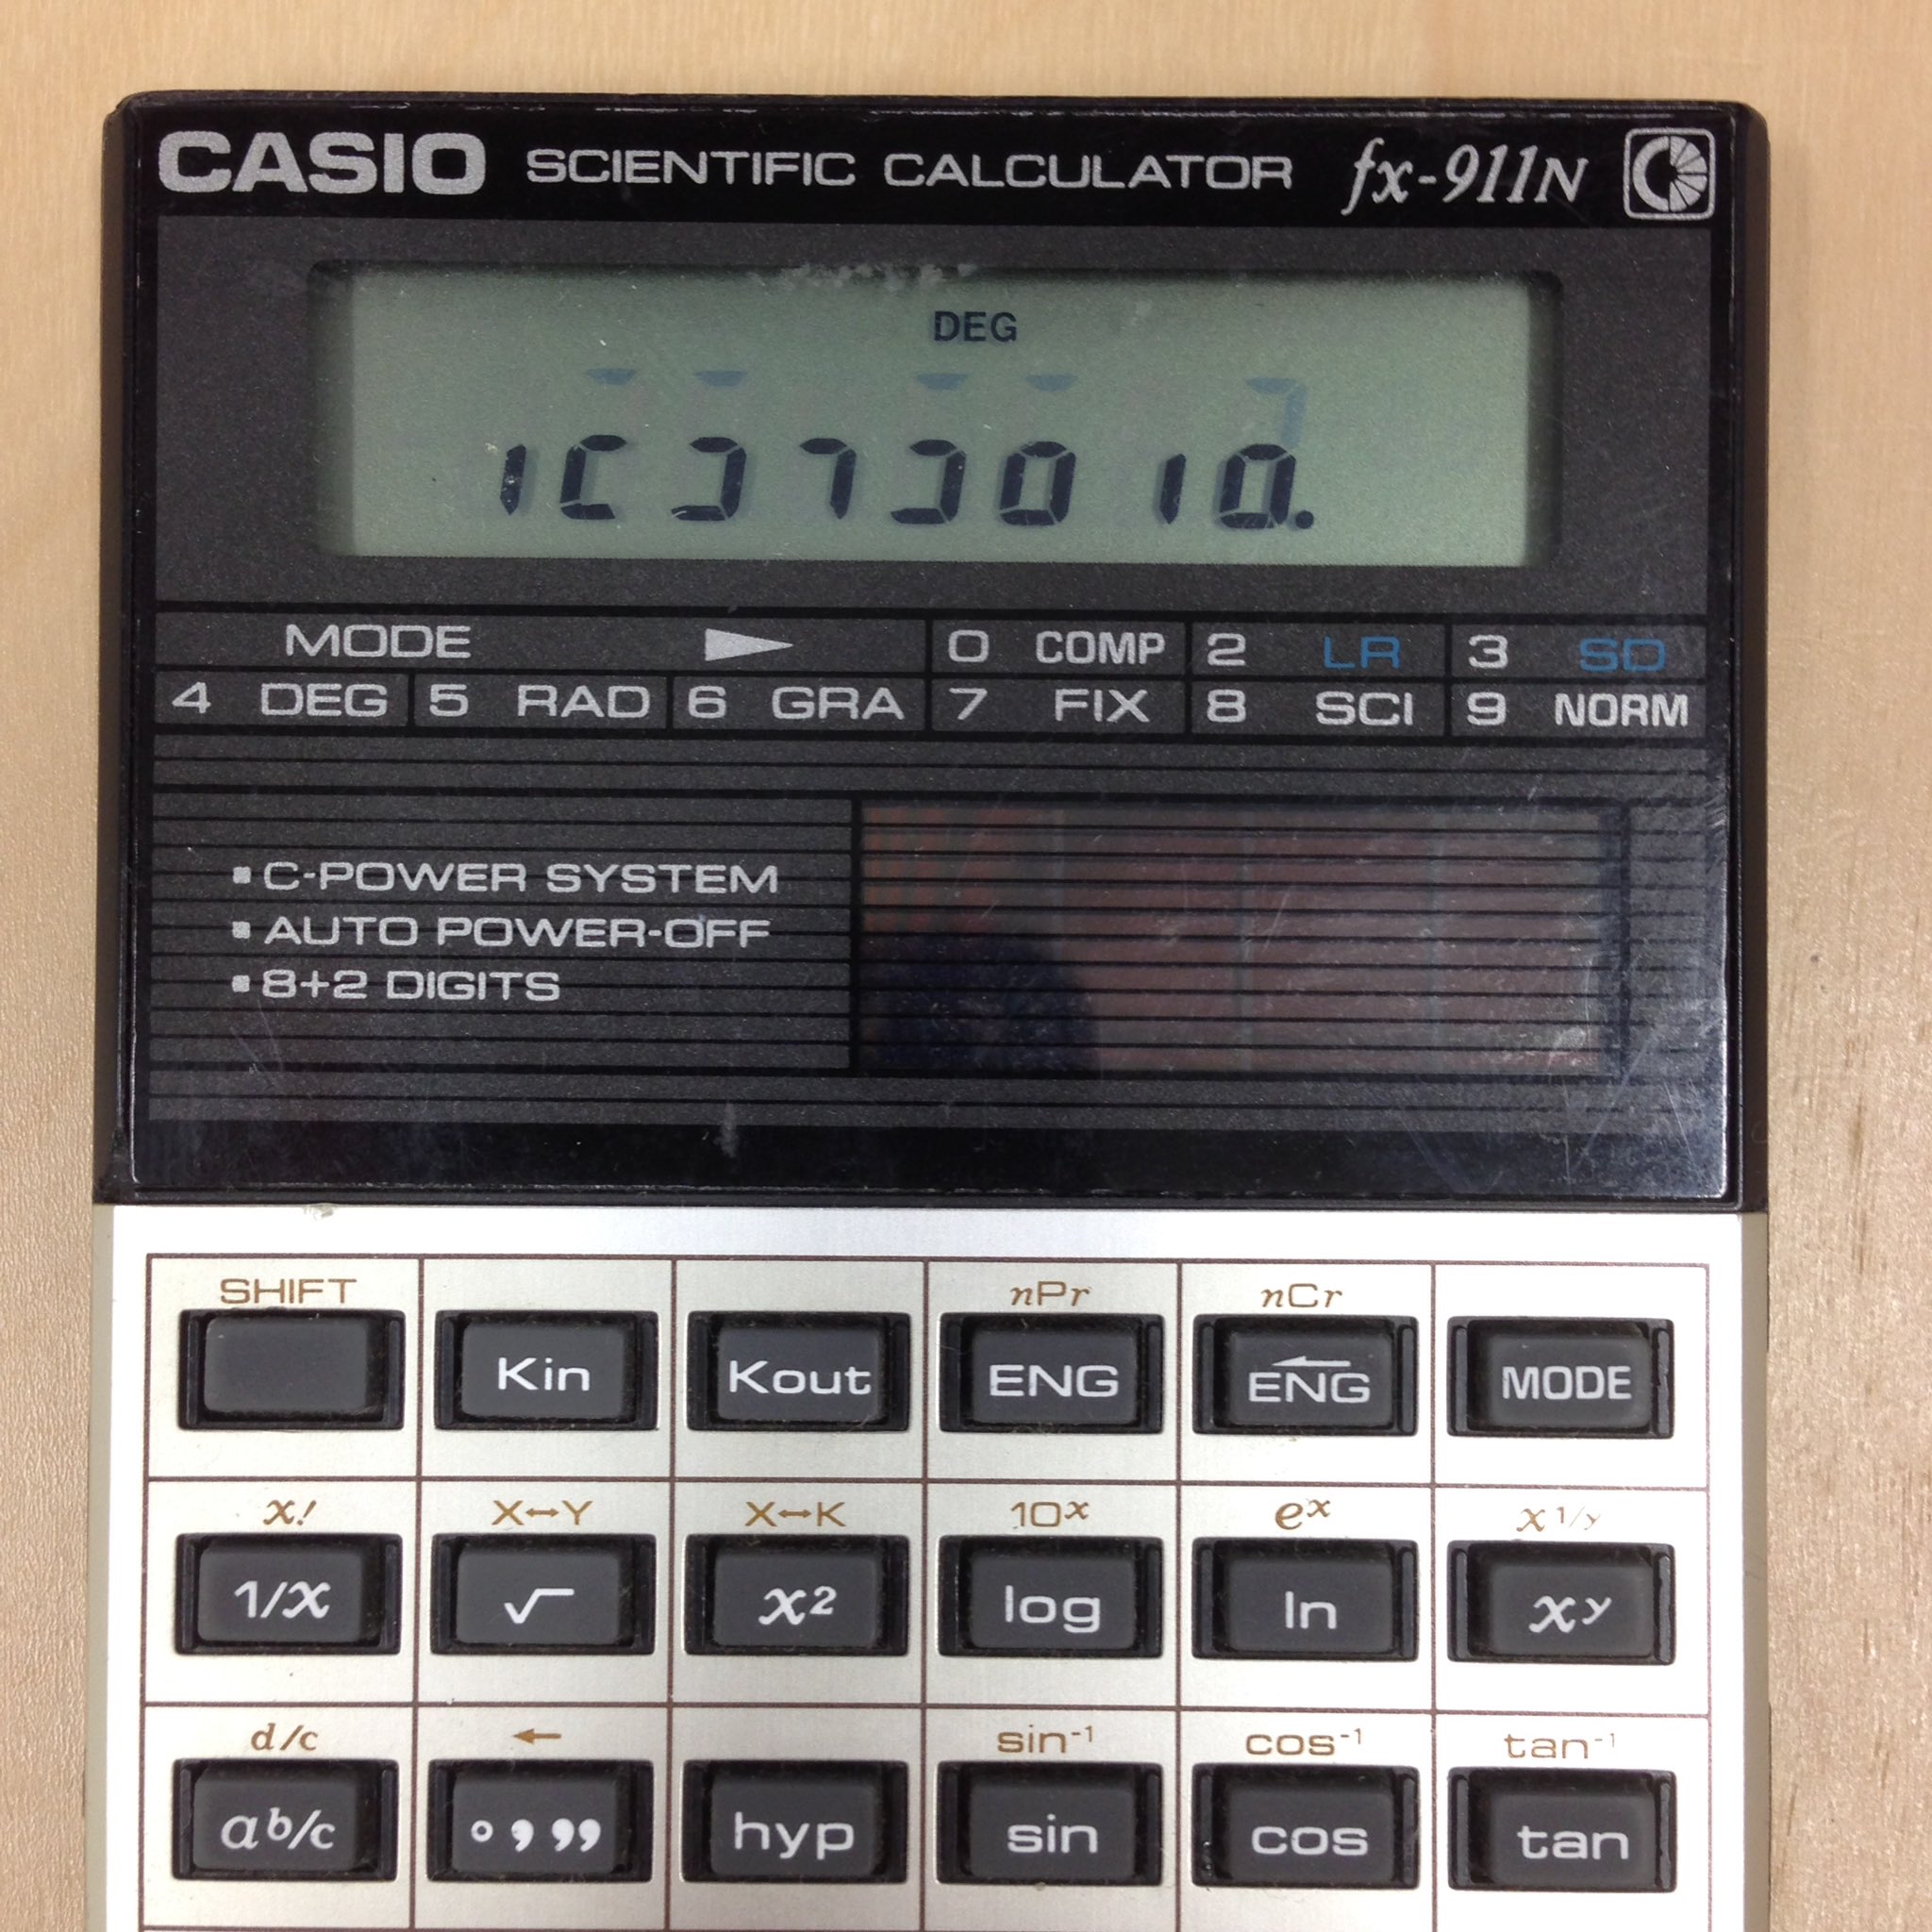 CASIO SCIENTIFIC CALCULATOR fx-911N
DEG
MODE ▶ 0 COMP 2 LR 3 SD
4 DEG 5 RAD 6 GRA 7 FIX 8 SCI 9 NORM
▪ C-POWER SYSTEM
▪ AUTO POWER-OFF
▪ 8+2 DIGITS
SHIFT nPr nCr
Kin Kout ENG ←ENG MODE
x! X↔Y X↔K 10ˣ eˣ x¹/ʸ
1/x √ x² log ln xʸ
d/c ← sin⁻¹ cos⁻¹ tan⁻¹
ab/c ° ’ ’’ hyp sin cos tan